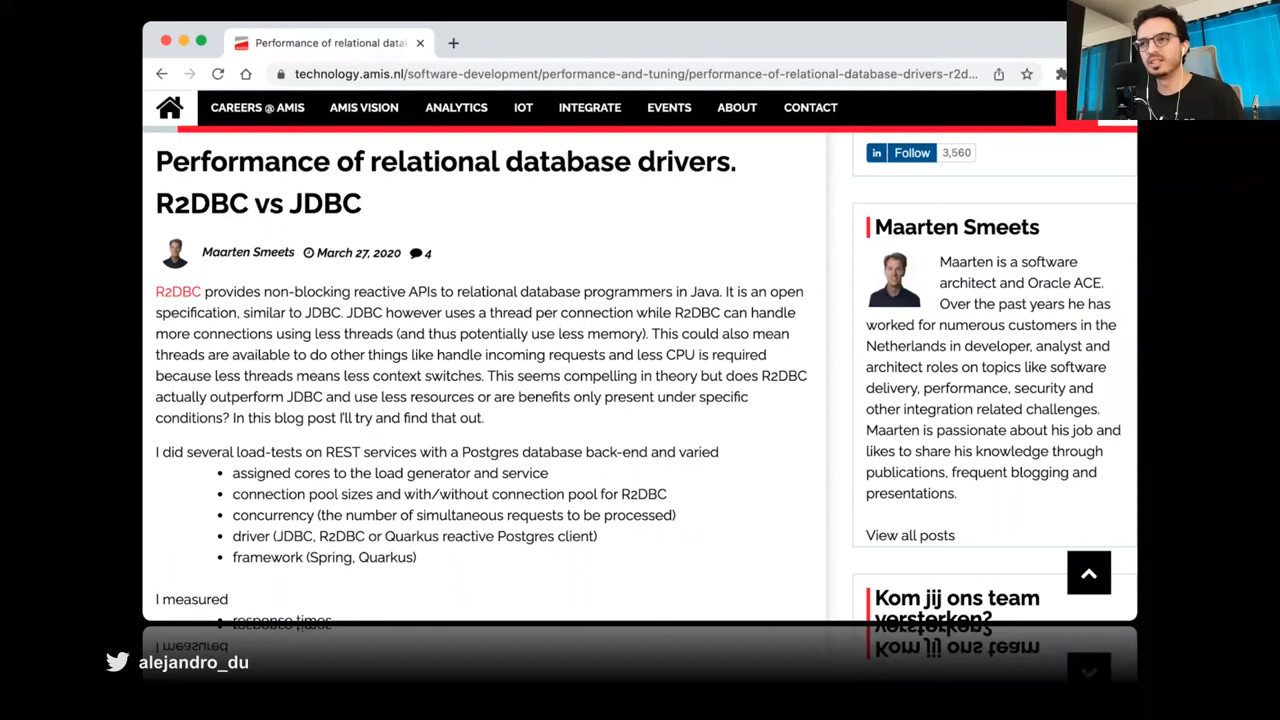 Performance of relational data
technology.amis.nl/software-development/performance-and-tuning/performance-of-relational-database-drivers-r2d...
CAREERS @ AMIS AMIS VISION ANALYTICS IOT INTEGRATE EVENTS ABOUT CONTACT
Performance of relational database drivers.
R2DBC vs JDBC
Maarten Smeets March 27, 2020 4
R2DBC provides non-blocking reactive APIs to relational database programmers in Java. It is an open
specification, similar to JDBC. JDBC however uses a thread per connection while R2DBC can handle
more connections using less threads (and thus potentially use less memory). This could also mean
threads are available to do other things like handle incoming requests and less CPU is required
because less threads means less context switches. This seems compelling in theory but does R2DBC
actually outperform JDBC and use less resources or are benefits only present under specific
conditions? In this blog post I'll try and find that out.
I did several load-tests on REST services with a Postgres database back-end and varied
• assigned cores to the load generator and service
• connection pool sizes and with/without connection pool for R2DBC
• concurrency (the number of simultaneous requests to be processed)
• driver (JDBC, R2DBC or Quarkus reactive Postgres client)
• framework (Spring, Quarkus)
I measured
• response times
in Follow 3,560
Maarten Smeets
Maarten is a software
architect and Oracle ACE.
Over the past years he has
worked for numerous customers in the
Netherlands in developer, analyst and
architect roles on topics like software
delivery, performance, security and
other integration related challenges.
Maarten is passionate about his job and
likes to share his knowledge through
publications, frequent blogging and
presentations.
View all posts
Kom jij ons team
versterken?
alejandro_du